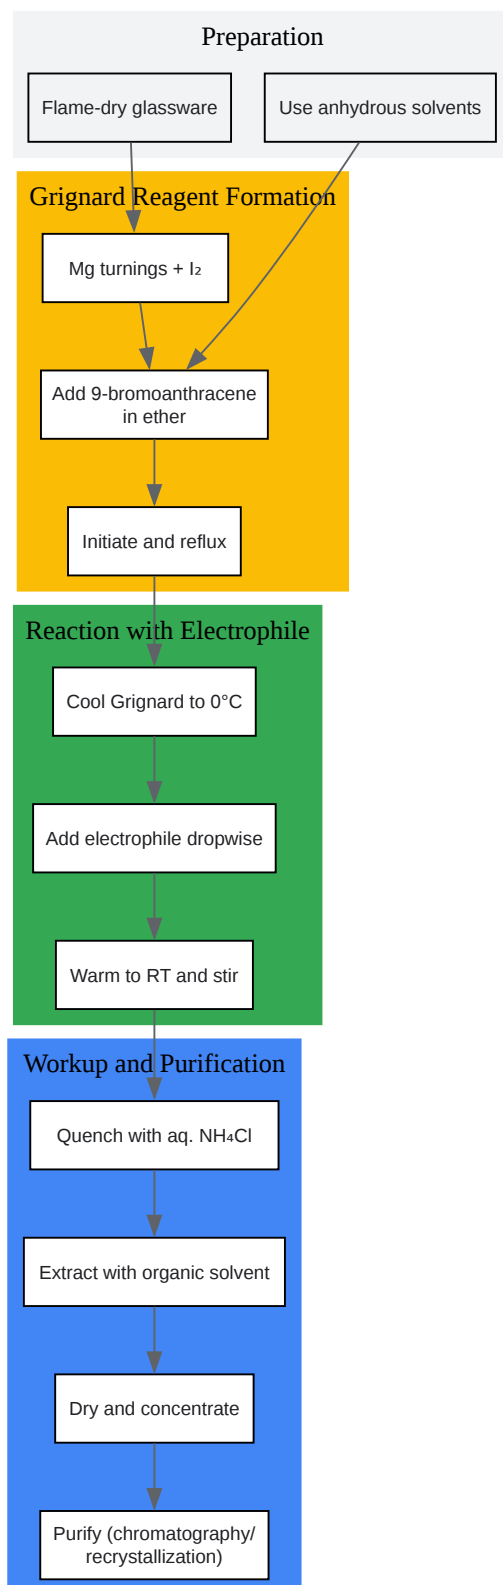 Preparation
Flame-dry glassware
Use anhydrous solvents
Grignard Reagent Formation
Mg turnings + I₂
Add 9-bromoanthracene
in ether
Initiate and reflux
Reaction with Electrophile
Cool Grignard to 0°C
Add electrophile dropwise
Warm to RT and stir
Workup and Purification
Quench with aq. NH₄Cl
Extract with organic solvent
Dry and concentrate
Purify (chromatography/
recrystallization)